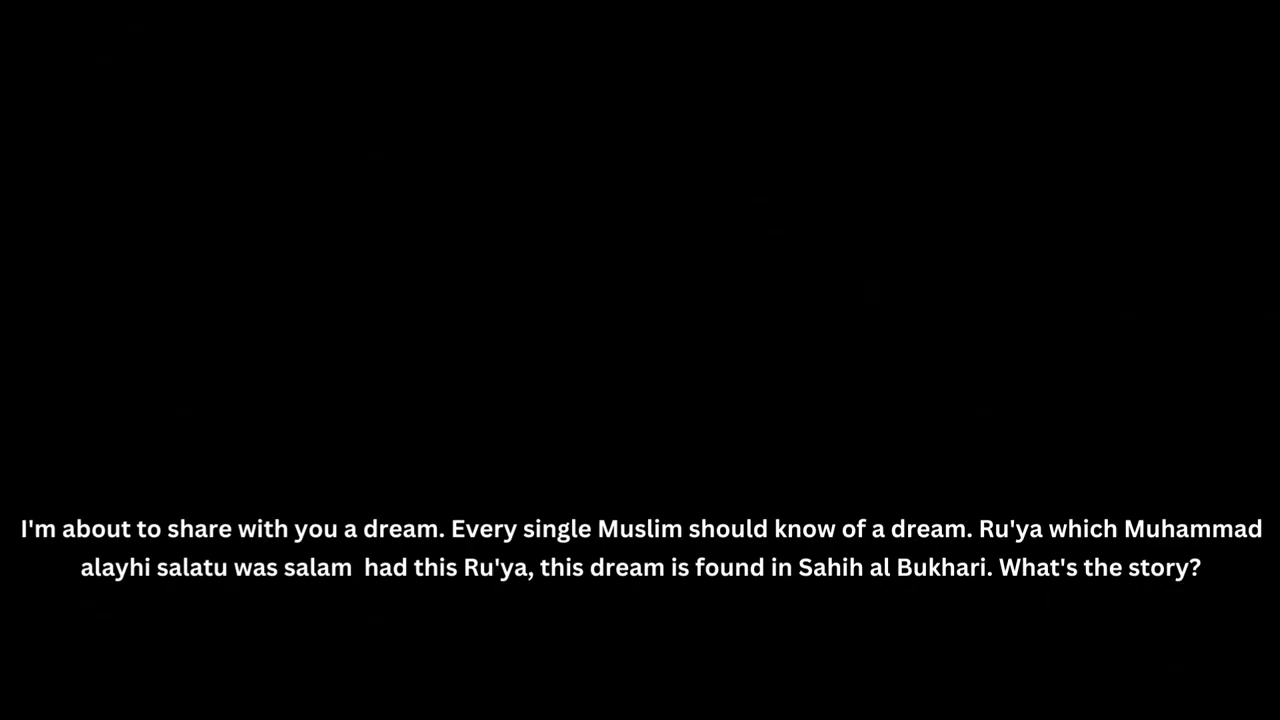 I'm about to share with you a dream. Every single Muslim should know of a dream. Ru'ya which Muhammad
alayhi salatu was salam  had this Ru'ya, this dream is found in Sahih al Bukhari. What's the story?